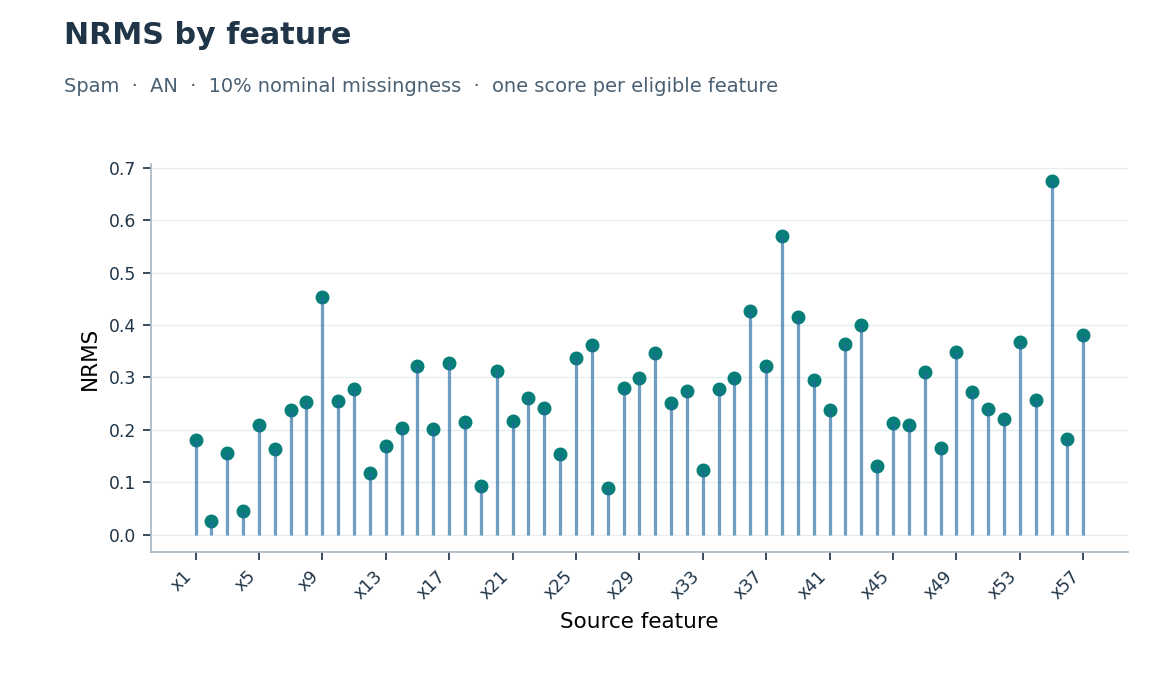 NRMS by feature
Spam · AN · 10% nominal missingness · one score per eligible feature
0.7
0.6
0.5
0.4
0.3
0.2
0.1
0.0
NRMS
x1 x5 x9 x13 x17 x21 x25 x29 x33 x37 x41 x45 x49 x53 x57
Source feature